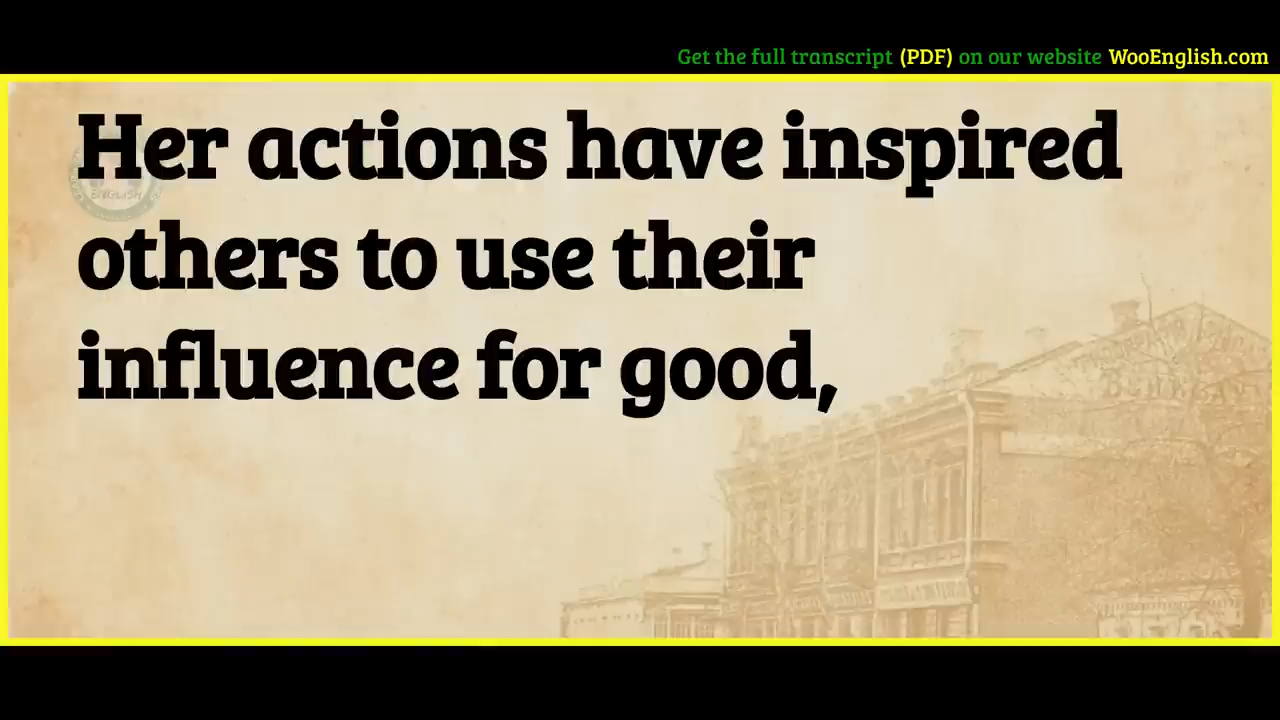 Get the full transcript (PDF) on our website WooEnglish.com
Her actions have inspired
others to use their
influence for good,
ENGLISH